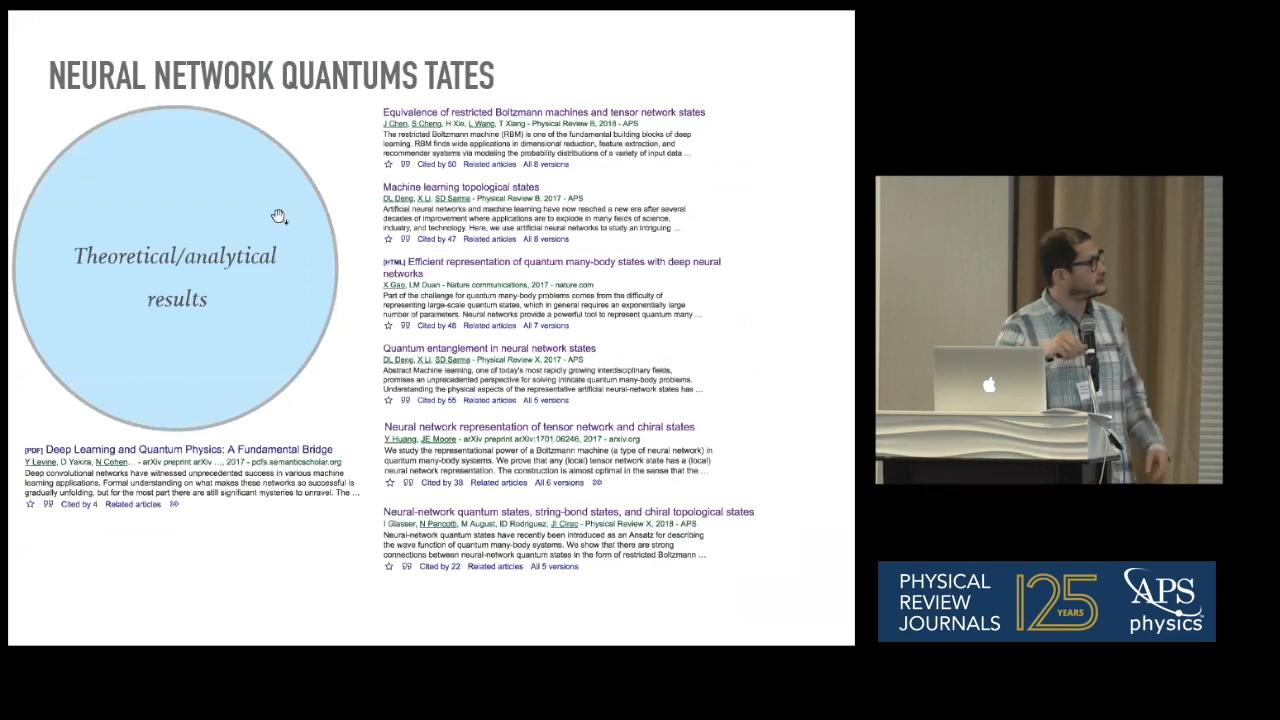 NEURAL NETWORK QUANTUMS TATES
Theoretical/analytical
results
[PDF] Deep Learning and Quantum Physics: A Fundamental Bridge
Y Levine, D Yakira, N Cohen... - arXiv preprint arXiv ..., 2017 - pdfs.semanticscholar.org
Deep convolutional networks have witnessed unprecedented success in various machine
learning applications. Formal understanding on what makes these networks so successful is
gradually unfolding, but for the most part there are still significant mysteries to unravel. The ...
Cited by 4 Related articles
Equivalence of restricted Boltzmann machines and tensor network states
J Chen, S Cheng, H Xie, L Wang, T Xiang - Physical Review B, 2018 - APS
The restricted Boltzmann machine (RBM) is one of the fundamental building blocks of deep
learning. RBM finds wide applications in dimensional reduction, feature extraction, and
recommender systems via modeling the probability distributions of a variety of input data ...
Cited by 50 Related articles All 8 versions
Machine learning topological states
DL Deng, X Li, SD Sarma - Physical Review B, 2017 - APS
Artificial neural networks and machine learning have now reached a new era after several
decades of improvement where applications are to explode in many fields of science,
industry, and technology. Here, we use artificial neural networks to study an intriguing ...
Cited by 47 Related articles All 8 versions
[HTML] Efficient representation of quantum many-body states with deep neural
networks
X Gao, LM Duan - Nature communications, 2017 - nature.com
Part of the challenge for quantum many-body problems comes from the difficulty of
representing large-scale quantum states, which in general requires an exponentially large
number of parameters. Neural networks provide a powerful tool to represent quantum many ...
Cited by 48 Related articles All 7 versions
Quantum entanglement in neural network states
DL Deng, X Li, SD Sarma - Physical Review X, 2017 - APS
Abstract Machine learning, one of today's most rapidly growing interdisciplinary fields,
promises an unprecedented perspective for solving intricate quantum many-body problems.
Understanding the physical aspects of the representative artificial neural-network states has ...
Cited by 55 Related articles All 5 versions
Neural network representation of tensor network and chiral states
Y Huang, JE Moore - arXiv preprint arXiv:1701.06246, 2017 - arxiv.org
We study the representational power of a Boltzmann machine (a type of neural network) in
quantum many-body systems. We prove that any (local) tensor network state has a (local)
neural network representation. The construction is almost optimal in the sense that the ...
Cited by 38 Related articles All 6 versions
Neural-network quantum states, string-bond states, and chiral topological states
I Glasser, N Pancotti, M August, ID Rodriguez, JI Cirac - Physical Review X, 2018 - APS
Neural-network quantum states have recently been introduced as an Ansatz for describing
the wave function of quantum many-body systems. We show that there are strong
connections between neural-network quantum states in the form of restricted Boltzmann ...
Cited by 22 Related articles All 5 versions
PHYSICAL
REVIEW
JOURNALS
125
YEARS
APS
physics